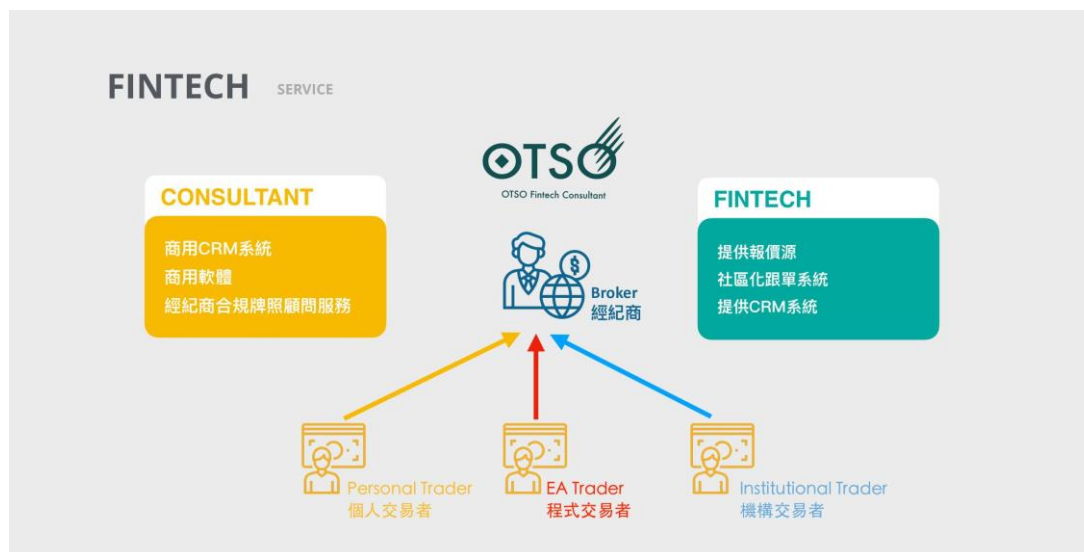 FINTECH SERVICE
OTSO
OTSO Fintech Consultant
CONSULTANT
商用CRM系統
商用軟體
經紀商合規牌照顧問服務
$
Broker
經紀商
FINTECH
提供報價源
社區化跟單系統
提供CRM系統
Personal Trader
個人交易者
EA Trader
程式交易者
Institutional Trader
機構交易者